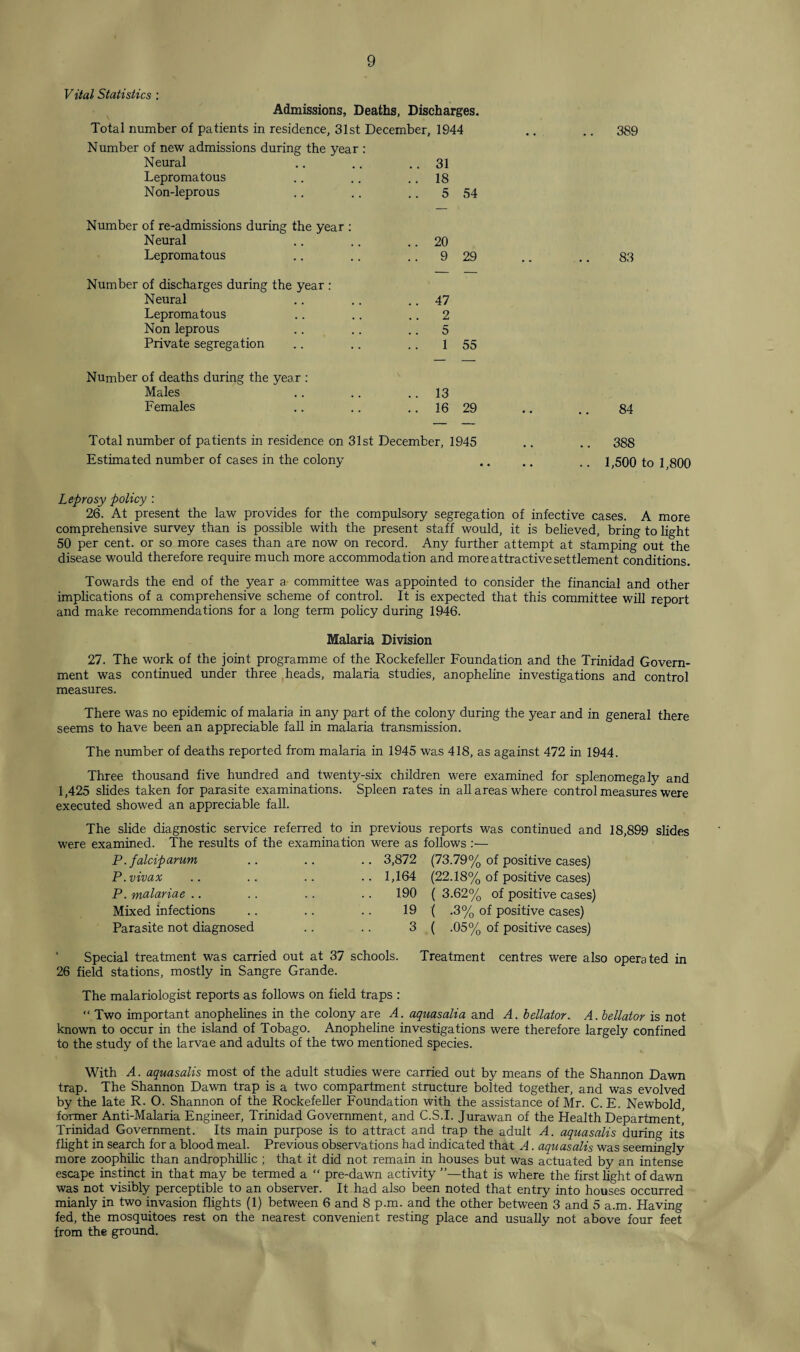 9
Vital Statistics :
Admissions, Deaths, Discharges.
Total number of patients in residence, 31st December, 1944 .. .. 389
Number of new admissions during the year :
Neural .. .. .. 31
Lepromatous .. .. .. 18
Non-leprous .. .. .. 5 54
Number of re-admissions during the year :
Neural .. .. .. 20
Lepromatous .. .. .. 9 29 .. .. 83
Number of discharges during the year :
Neural .. .. .. 47
Lepromatous .. .. .. 2
Non leprous .. .. .. 5
Private segregation .. .. .. 1 55
Number of deaths during the year :
Males .. .. .. 13
Females .. .. .. 16 29 .. .. 84
Total number of patients in residence on 31st December, 1945 .. .. 388
Estimated number of cases in the colony .. .. .. 1,500 to 1,800
Leprosy policy :
26. At present the law provides for the compulsory segregation of infective cases. A more
comprehensive survey than is possible with the present staff would, it is believed, bring to light
50 per cent. or so more cases than are now on record. Any further attempt at stamping out the
disease would therefore require much more accommodation and more attractive settlement conditions.
Towards the end of the year a committee was appointed to consider the financial and other
implications of a comprehensive scheme of control. It is expected that this committee will report
and make recommendations for a long term policy during 1946.
Malaria Division
27. The work of the joint programme of the Rockefeller Foundation and the Trinidad Govern-
ment was continued under three heads, malaria studies, anopheline investigations and control
measures.
There was no epidemic of malaria in any part of the colony during the year and in general there
seems to have been an appreciable fall in malaria transmission.
The number of deaths reported from malaria in 1945 was 418, as against 472 in 1944.
Three thousand five hundred and twenty-six children were examined for splenomegaly and
1,425 slides taken for parasite examinations. Spleen rates in all areas where control measures were
executed showed an appreciable fall.
The slide diagnostic service referred to in previous reports was continued and 18,899 slides
were examined. The results of the examination were as follows :—
P. falciparum .. .. .. 3,872 (73.79% of positive cases)
P. vivax .. .. .. .. 1,164 (22.18% of positive cases)
P. malariae .. .. .. .. 190 ( 3.62% of positive cases)
Mixed infections .. .. .. 19 ( .3% of positive cases)
Parasite not diagnosed .. .. 3 ( .05% of positive cases)
Special treatment was carried out at 37 schools. Treatment centres were also operated in
26 field stations, mostly in Sangre Grande.
The malariologist reports as follows on field traps :
“ Two important anophelines in the colony are A. aquasalia and A. bellator. A. bellator is not
known to occur in the island of Tobago. Anopheline investigations were therefore largely confined
to the study of the larvae and adults of the two mentioned species.
With A. aquasalis most of the adult studies were carried out by means of the Shannon Dawn
trap. The Shannon Dawn trap is a two compartment structure bolted together, and was evolved
by the late R. O. Shannon of the Rockefeller Foundation with the assistance of Mr. C. E. Newbold,
former Anti-Malaria Engineer, Trinidad Government, and C.S.I. Jurawan of the Health Department,
Trinidad Government. Its main purpose is to attract and trap the adult A. aquasalis during its
flight in search for a blood meal. Previous observations had indicated that A. aquasalis was seemingly
more zoophilic than androphillic ; that it did not remain in houses but was actuated by an intense
escape instinct in that may be termed a “ pre-dawn activity ”—that is where the first light of dawn
was not visibly perceptible to an observer. It had also been noted that entry into houses occurred
mianly in two invasion flights (1) between 6 and 8 p.m. and the other between 3 and 5 a.m. Having
fed, the mosquitoes rest on the nearest convenient resting place and usually not above four feet
from the ground.